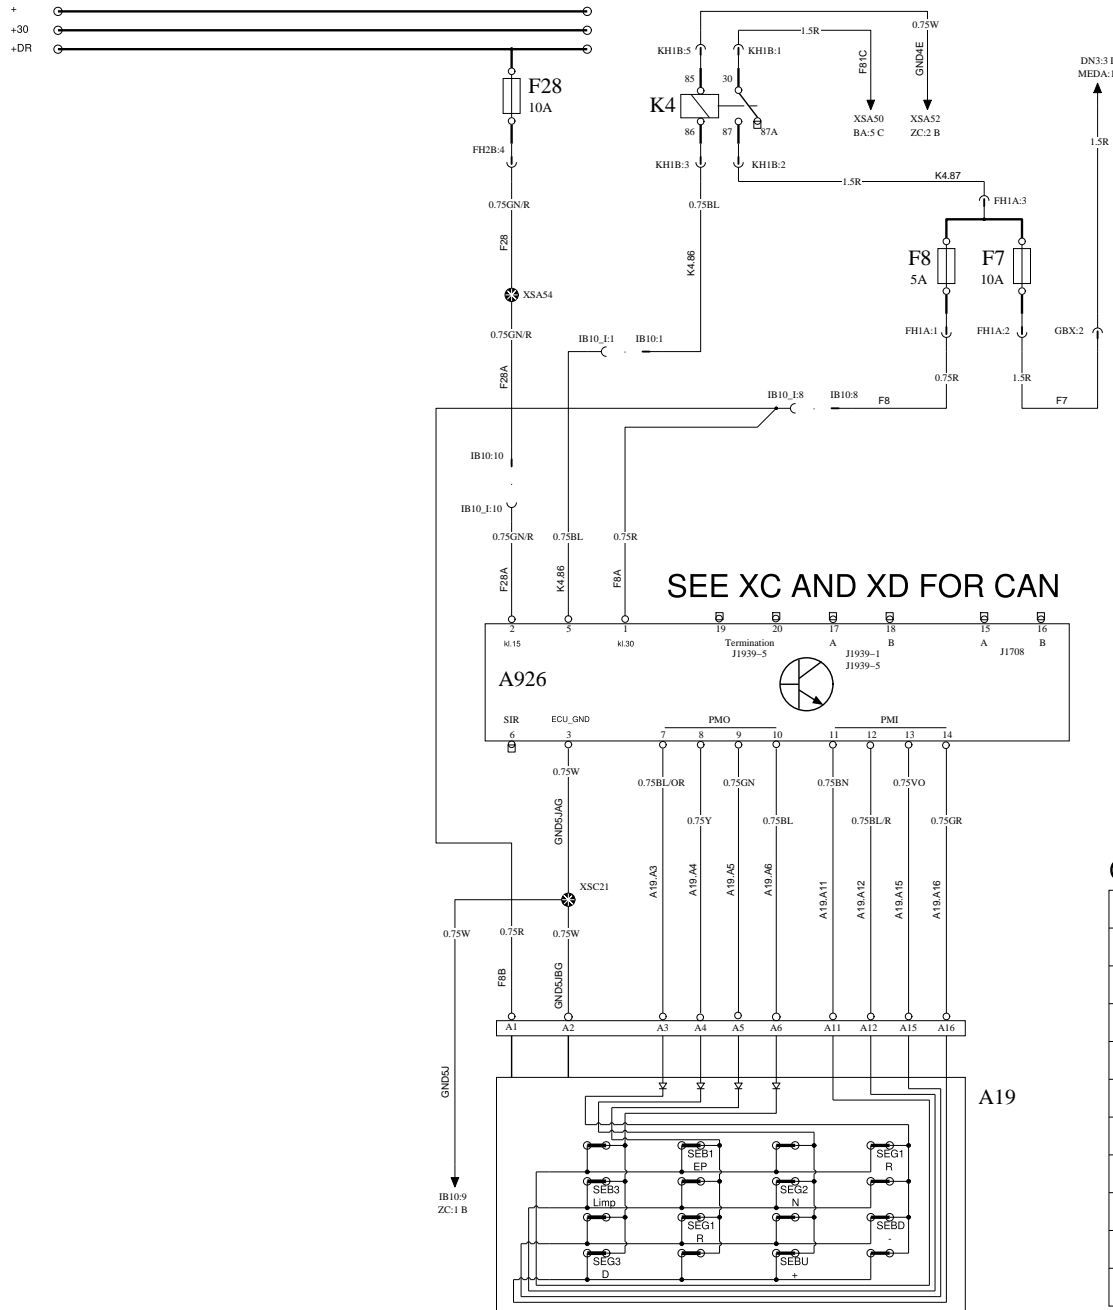 +
+30
+DR
F28
10A
FH2B:4
0.75GN/R
F28
XSA54
0.75GN/R
F28A
IB10:10
IB10_I:10
0.75GN/R
F28A
0.75W
1.5R
KH1B:5
KH1B:1
F81C
GND4E
85
30
K4
86
87
87A
XSA50
BA:5 C
XSA52
ZC:2 B
KH1B:3
KH1B:2
0.75BL
K4.86
1.5R
K4.87
FH1A:3
DN3:3
MEDA:1
1.5R
F8
5A
F7
10A
FH1A:1
FH1A:2
GBX:2
0.75R
1.5R
IB10_I:1
IB10:1
IB10_I:8
IB10:8
F8
F7
0.75BL
K4.86
0.75R
F8A
SEE XC AND XD FOR CAN
2
5
1
19
20
17
18
15
16
kl.15
kl.30
Termination
J1939−5
A
B
J1939−1
J1939−5
A
B
J1708
A926
SIR
ECU_GND
PMO
PMI
6
3
7
8
9
10
11
12
13
14
0.75W
0.75BL/OR
0.75GN
0.75BN
0.75VO
0.75Y
0.75BL
0.75BL/R
0.75GR
GND5JAG
A19.A3
A19.A4
A19.A5
A19.A6
A19.A11
A19.A12
A19.A15
A19.A16
XSC21
0.75W
0.75R
0.75W
F8B
GND5JBG
A1
A2
A3
A4
A5
A6
A11
A12
A15
A16
GND5J
A19
SEB1
EP
SEG1
R
SEB3
Limp
SEG2
N
SEG1
R
SEBD
-
SEG3
D
SEBU
+
IB10:9
ZC:1 B